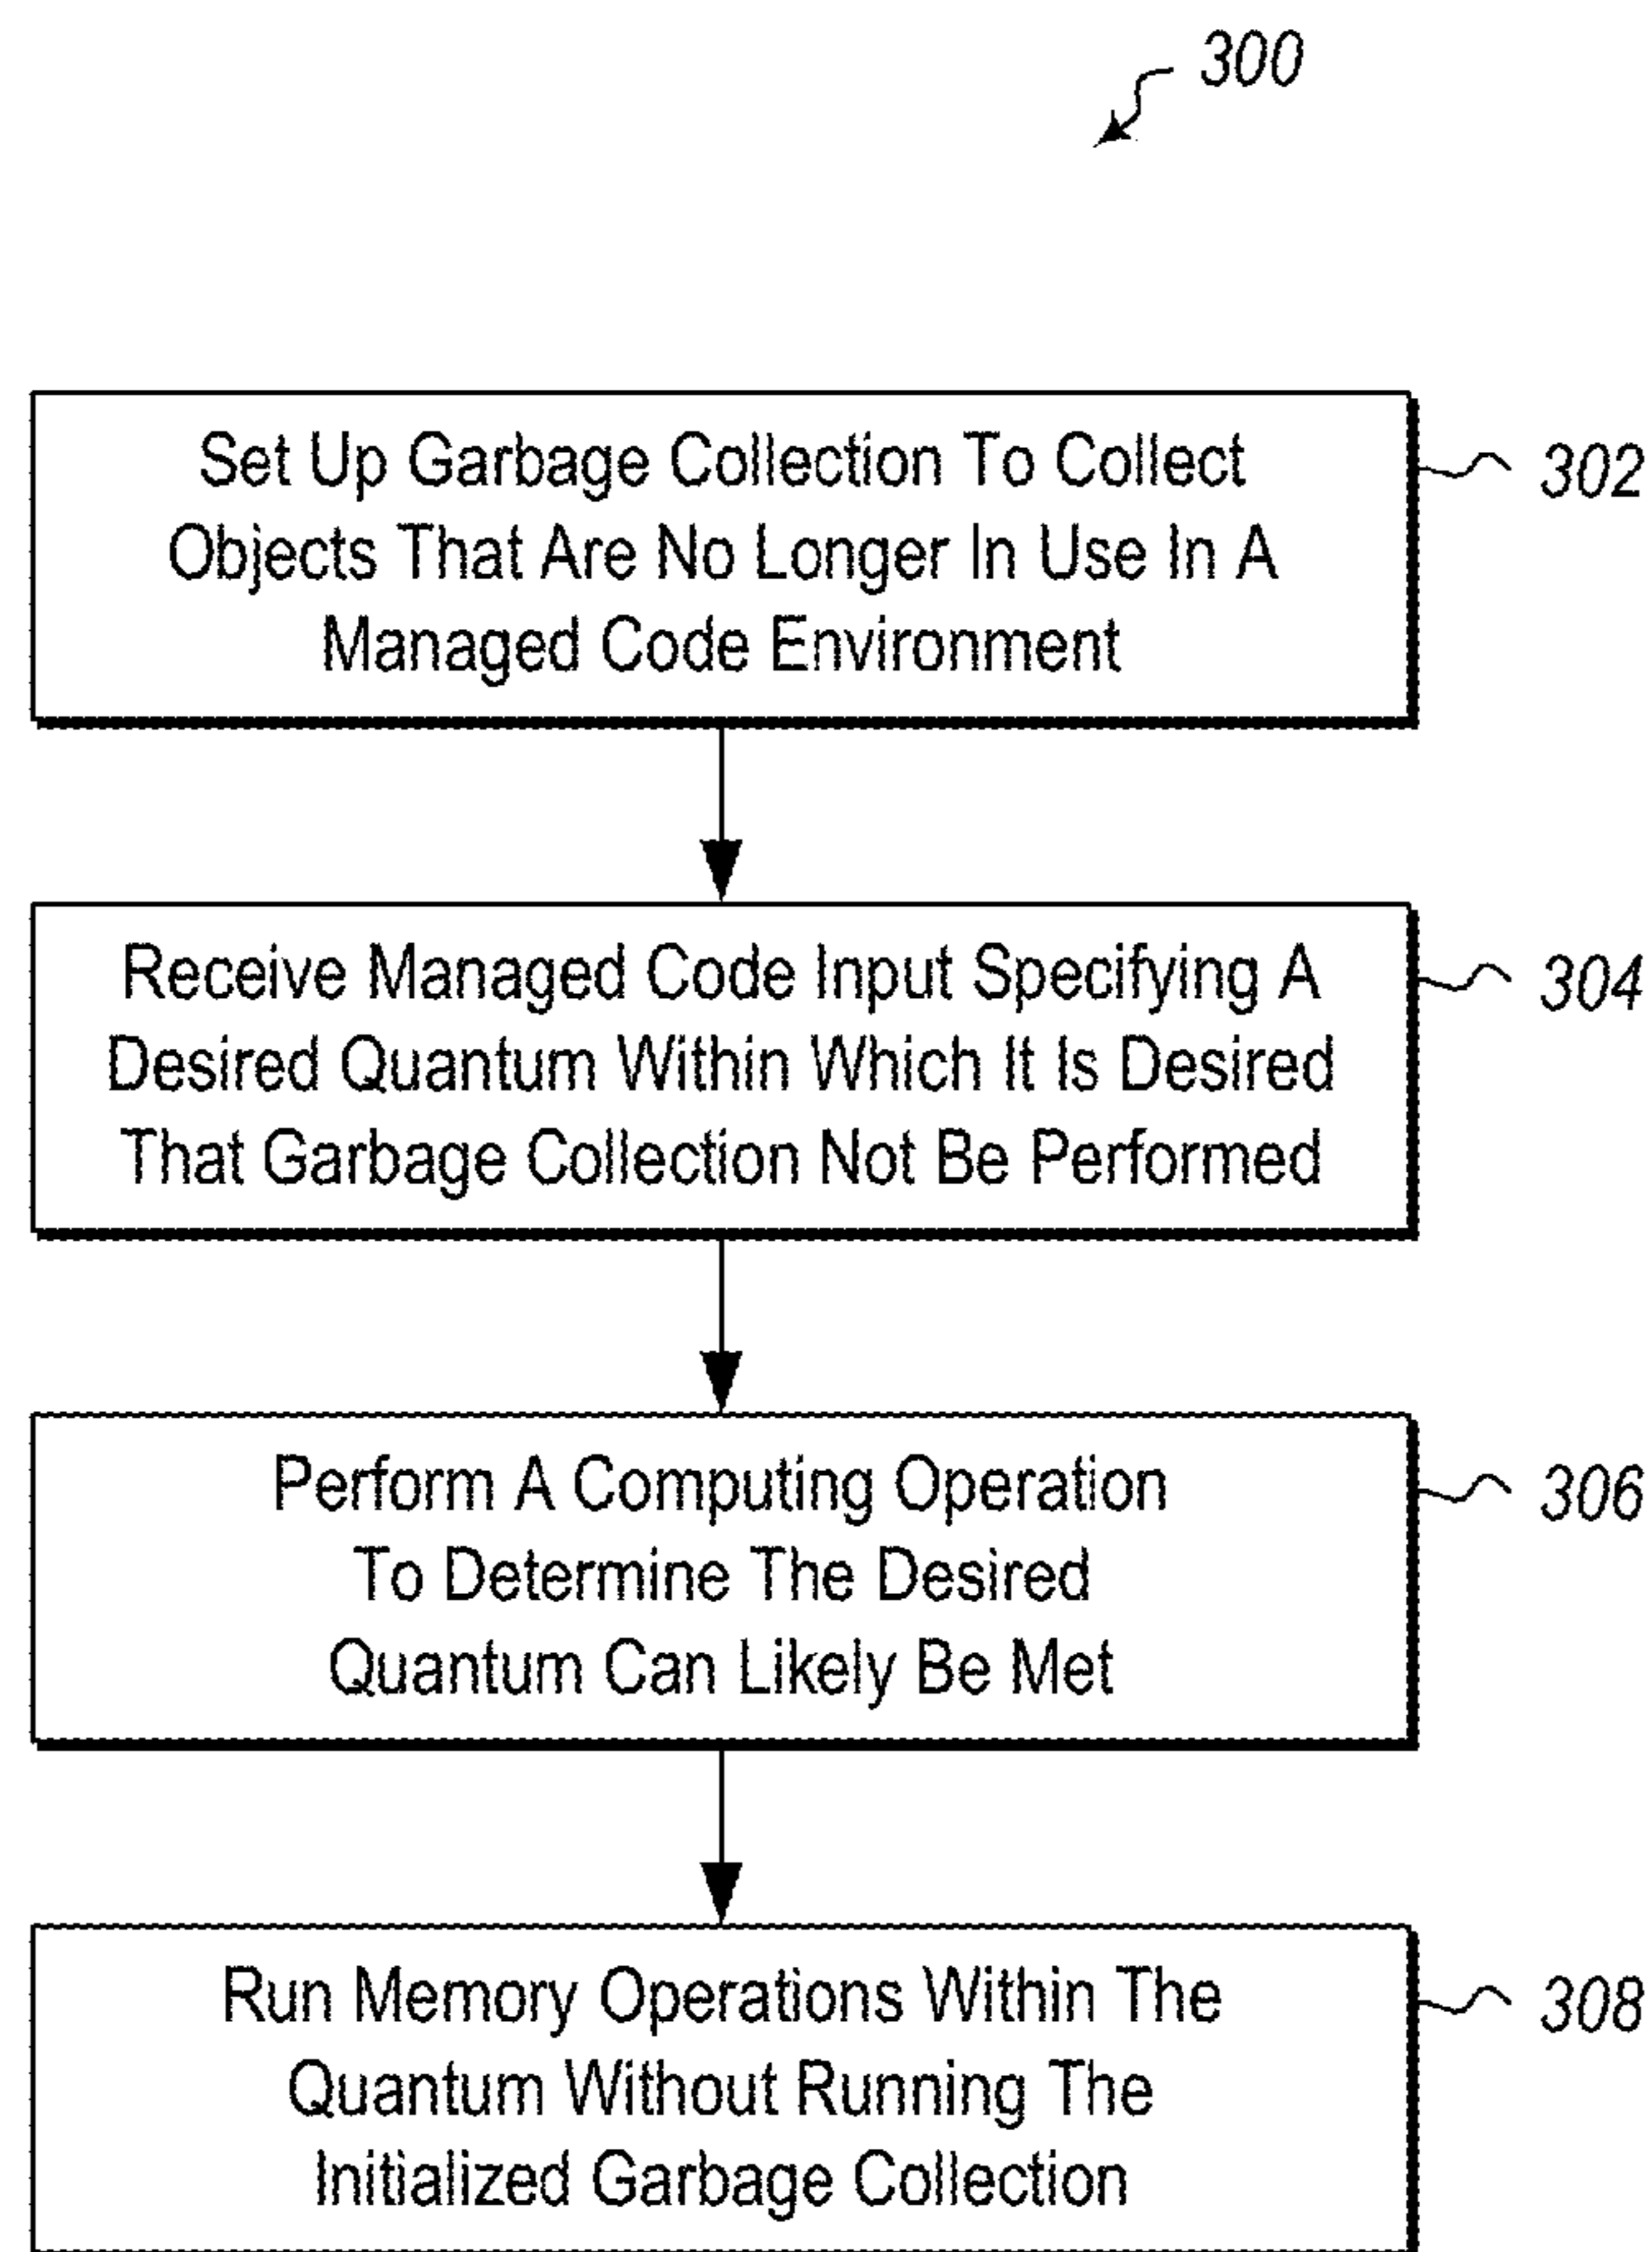 300
Set Up Garbage Collection To Collect
Objects That Are No Longer In Use In A
Managed Code Environment
302
Receive Managed Code Input Specifying A
Desired Quantum Within Which It Is Desired
That Garbage Collection Not Be Performed
304
Perform A Computing Operation
To Determine The Desired
Quantum Can Likely Be Met
306
Run Memory Operations Within The
Quantum Without Running The
Initialized Garbage Collection
308